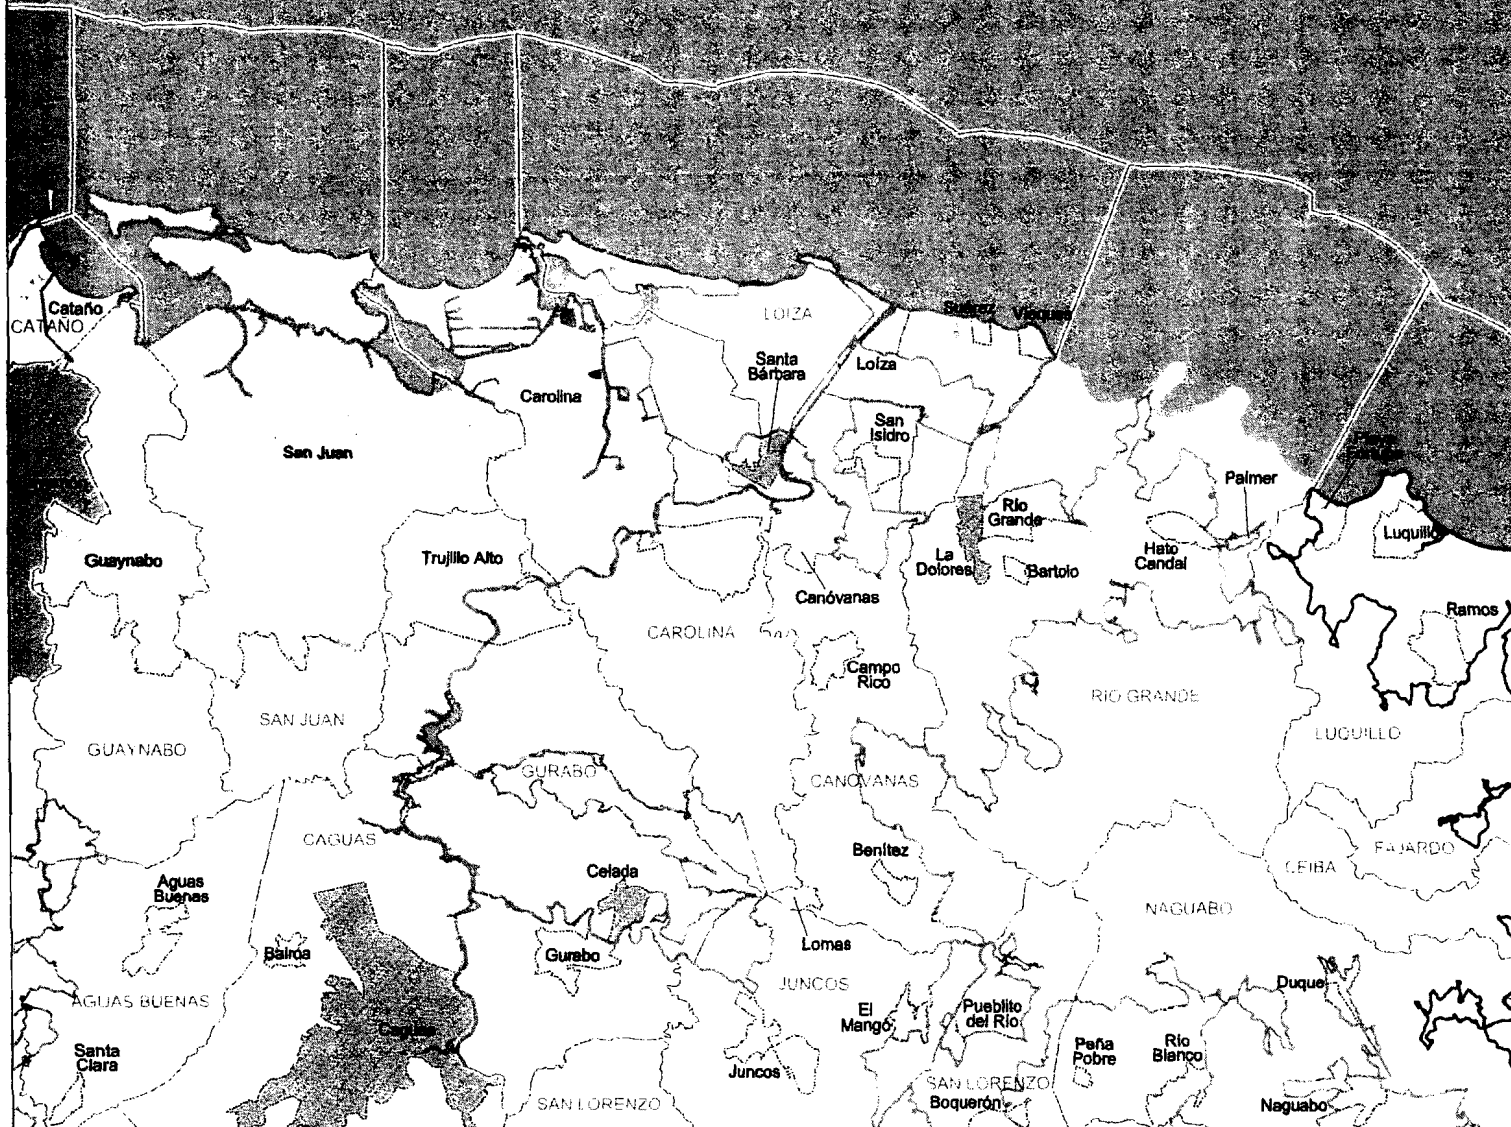 LOIZA
Suárez
Vieques
Cataño
CATAÑO
Santa
Bárbara
Loíza
Carolina
San
Isidro
San Juan
Playa
Fortuna
Palmer
Río
Grande
Luquillo
Guaynabo
Trujillo Alto
La
Dolores
Bartolo
Hato
Candal
Canóvanas
Ramos
CAROLINA
Campo
Rico
RIO GRANDE
SAN JUAN
LUQUILLO
GUAYNABO
GURABO
CANOVANAS
CAGUAS
Benítez
FAJARDO
CEIBA
Celada
Aguas
Buenas
NAGUABO
Lomas
Bairoa
Gurabo
JUNCOS
Duque
AGUAS BUENAS
El
Mangó
Pueblito
del Río
Caguas
Santa
Clara
Peña
Pobre
Río
Blanco
Juncos
SAN LORENZO
Boquerón
SAN LORENZO
Naguabo